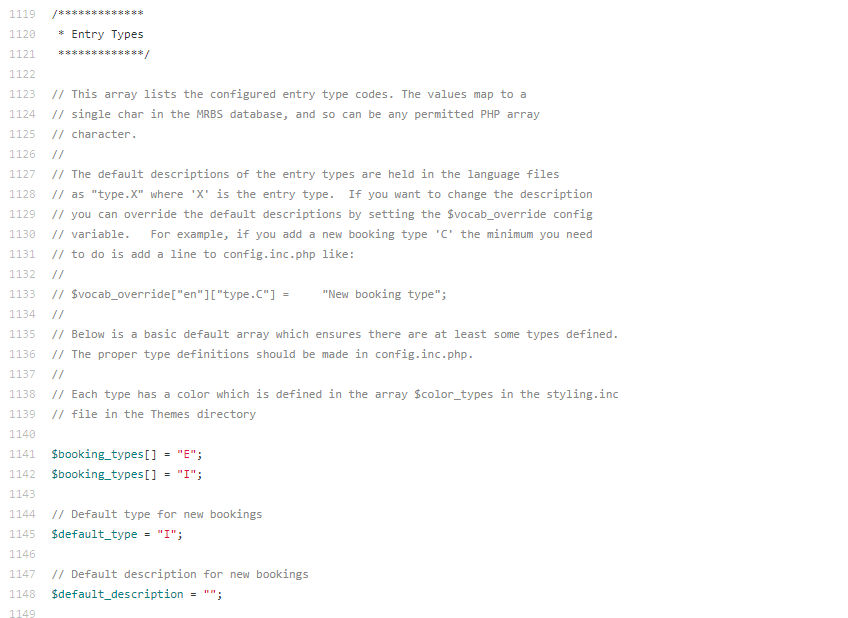 1119 /*************
1120  * Entry Types
1121  *************/
1122
1123 // This array lists the configured entry type codes. The values map to a
1124 // single char in the MRBS database, and so can be any permitted PHP array
1125 // character.
1126 //
1127 // The default descriptions of the entry types are held in the language files
1128 // as "type.X" where 'X' is the entry type.  If you want to change the description
1129 // you can override the default descriptions by setting the $vocab_override config
1130 // variable.   For example, if you add a new booking type 'C' the minimum you need
1131 // to do is add a line to config.inc.php like:
1132 //
1133 // $vocab_override["en"]["type.C"] =     "New booking type";
1134 //
1135 // Below is a basic default array which ensures there are at least some types defined.
1136 // The proper type definitions should be made in config.inc.php.
1137 //
1138 // Each type has a color which is defined in the array $color_types in the styling.inc
1139 // file in the Themes directory
1140
1141 $booking_types[] = "E";
1142 $booking_types[] = "I";
1143
1144 // Default type for new bookings
1145 $default_type = "I";
1146
1147 // Default description for new bookings
1148 $default_description = "";
1149